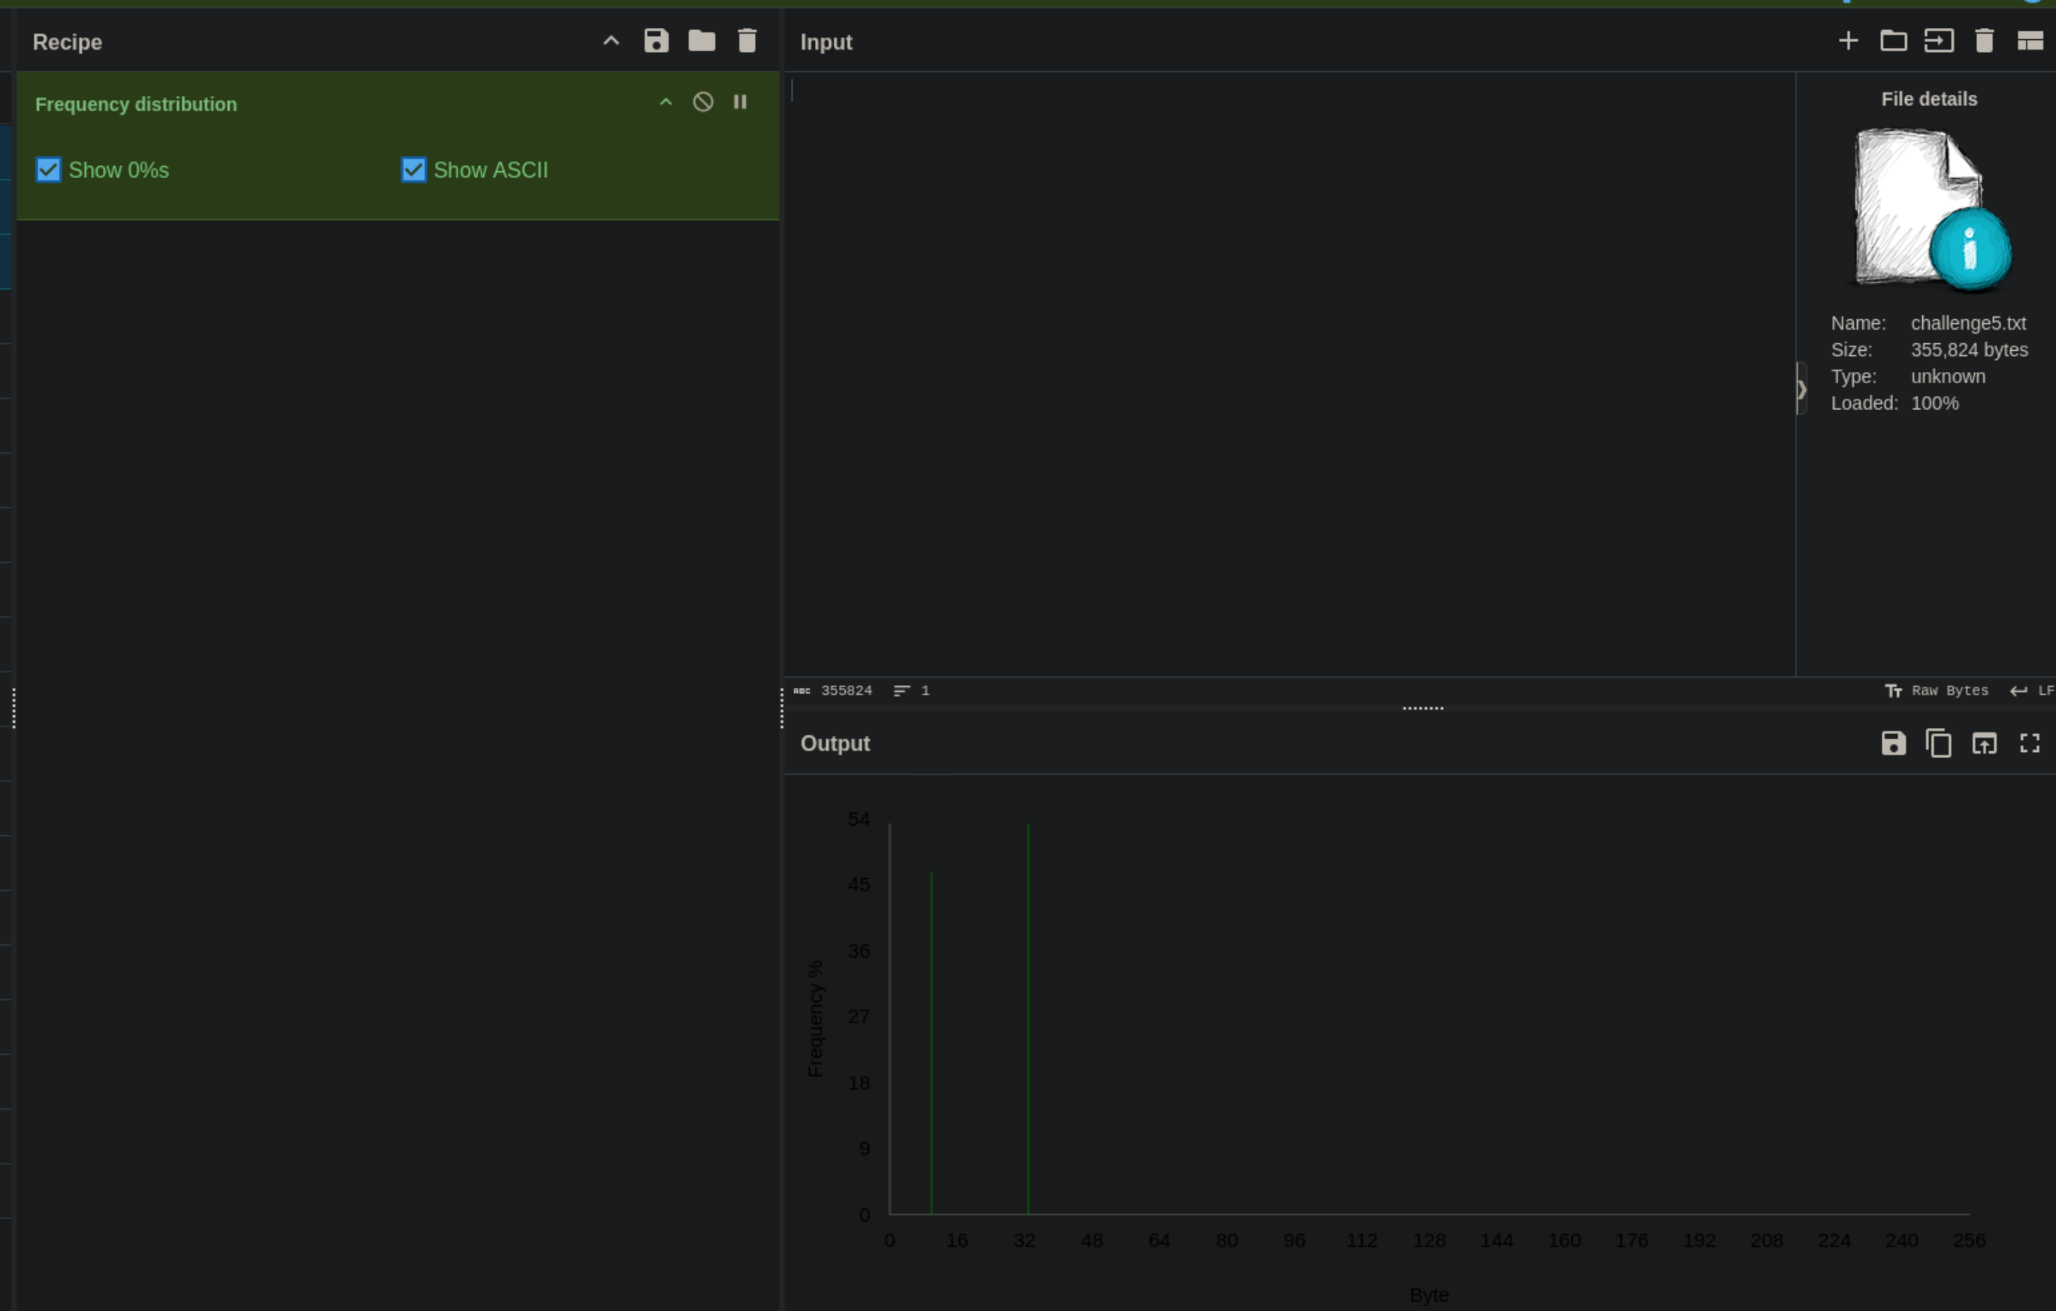 Recipe
Input
Frequency distribution
Show 0%s
Show ASCII
File details
Name: challenge5.txt
Size: 355,824 bytes
Type: unknown
Loaded: 100%
ABC 355824 1
Raw Bytes LF
Output
54
45
36
27
18
9
0
Frequency %
0 16 32 48 64 80 96 112 128 144 160 176 192 208 224 240 256
Byte